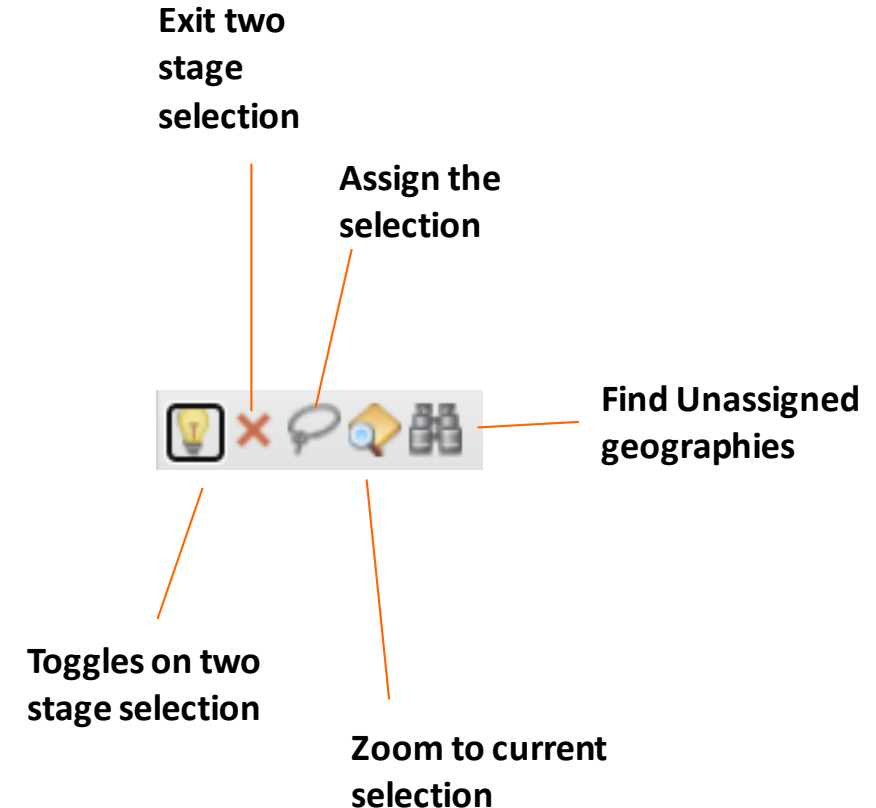 Exit two
stage
selection
Assign the
selection
Find Unassigned
geographies
Toggles on two
stage selection
Zoom to current
selection